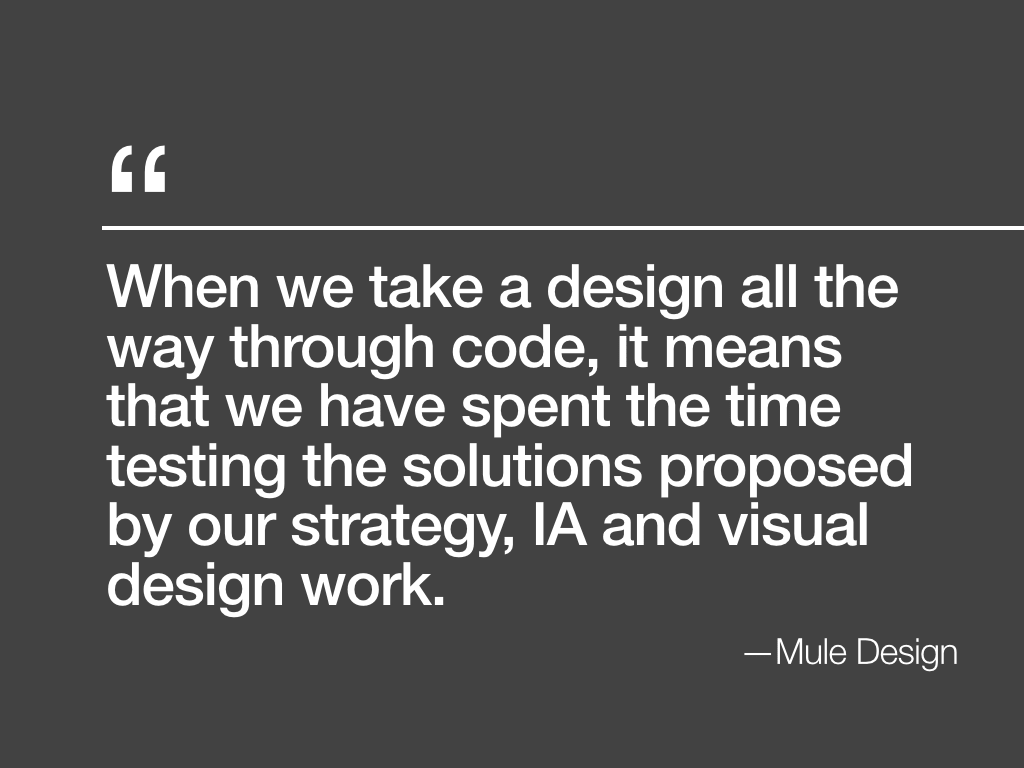 “
When we take a design all the
way through code, it means
that we have spent the time
testing the solutions proposed
by our strategy, IA and visual
design work.
—Mule Design